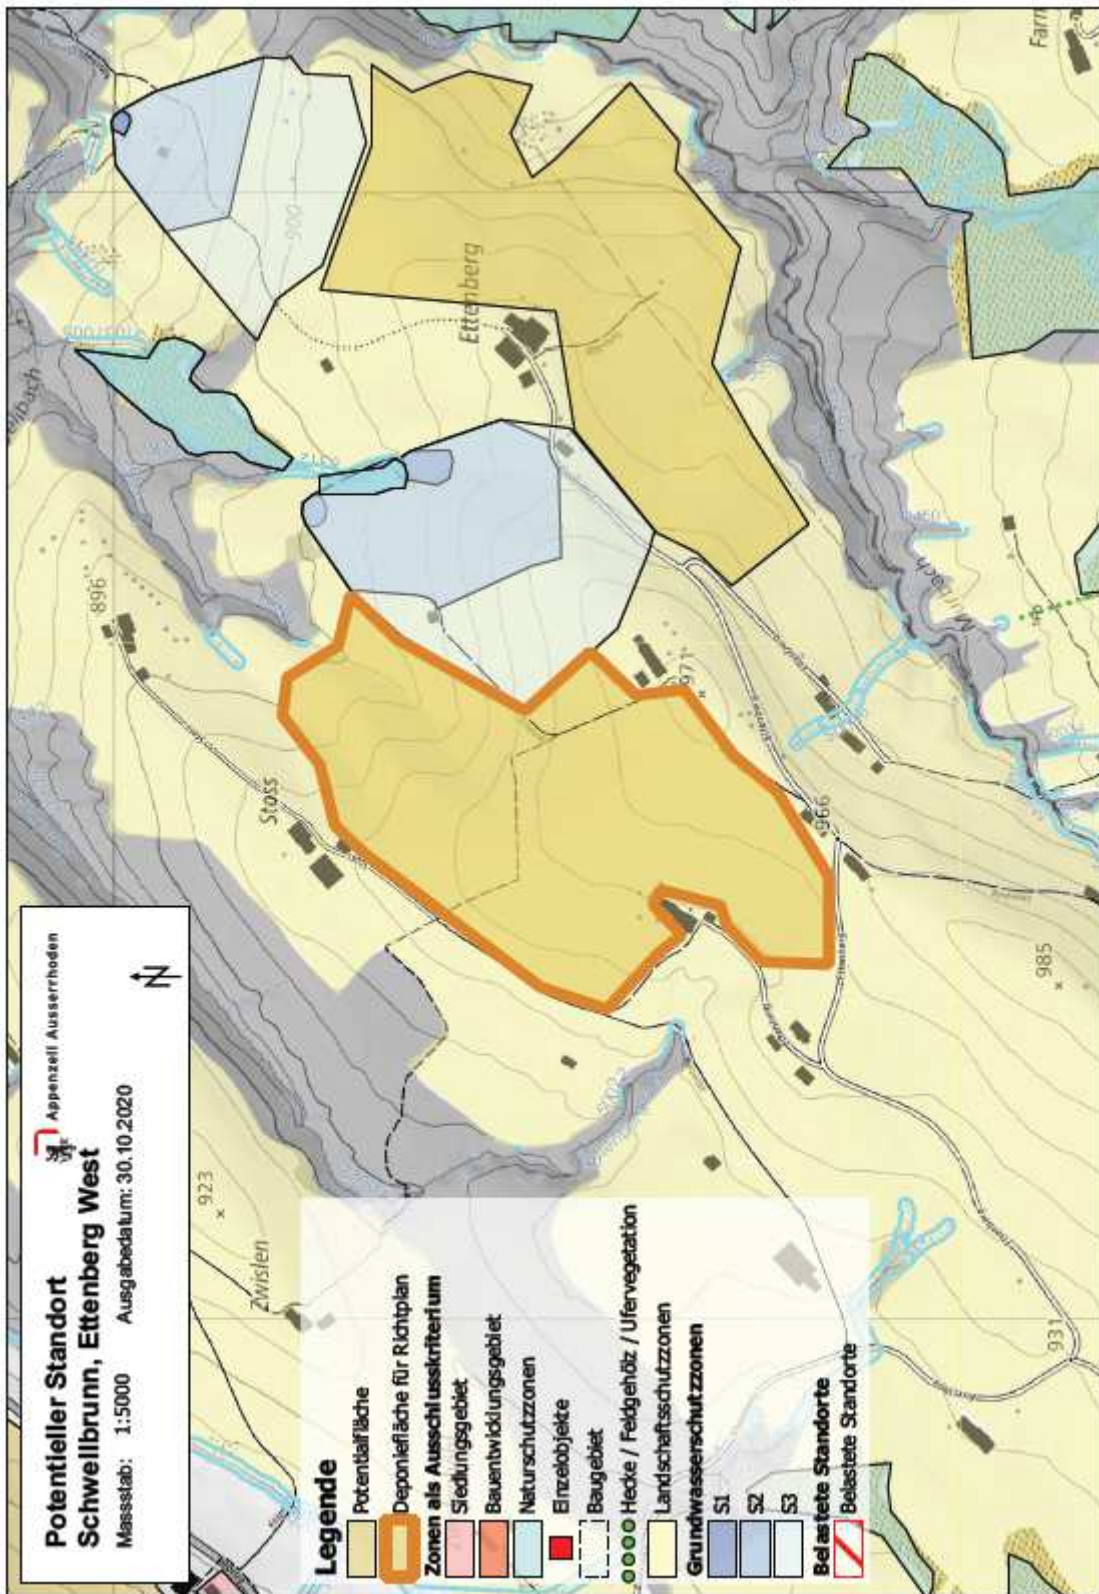 Potentieller Standort
Schwellbrunn, Ettenberg West
Massstab: 1:5000 Ausgabedatum: 30.10.2020
Appenzell Ausserrhoden
N
Legende
Potentialfläche
Deponiefläche für Richtplan
Zonen als Ausschlusskriterium
Siedlungsgebiet
Bauentwicklungsgebiet
Naturschutzzonen
Einzelobjekte
Baugebiet
Hecke / Feldgehölz / Ufervegetation
Landschaftsschutzzonen
Grundwasserschutzzonen
S1
S2
S3
Belastete Standorte
Belastete Standorte
Zwislen
923
Stoss
896
Ettenberg
900
971
966
985
931